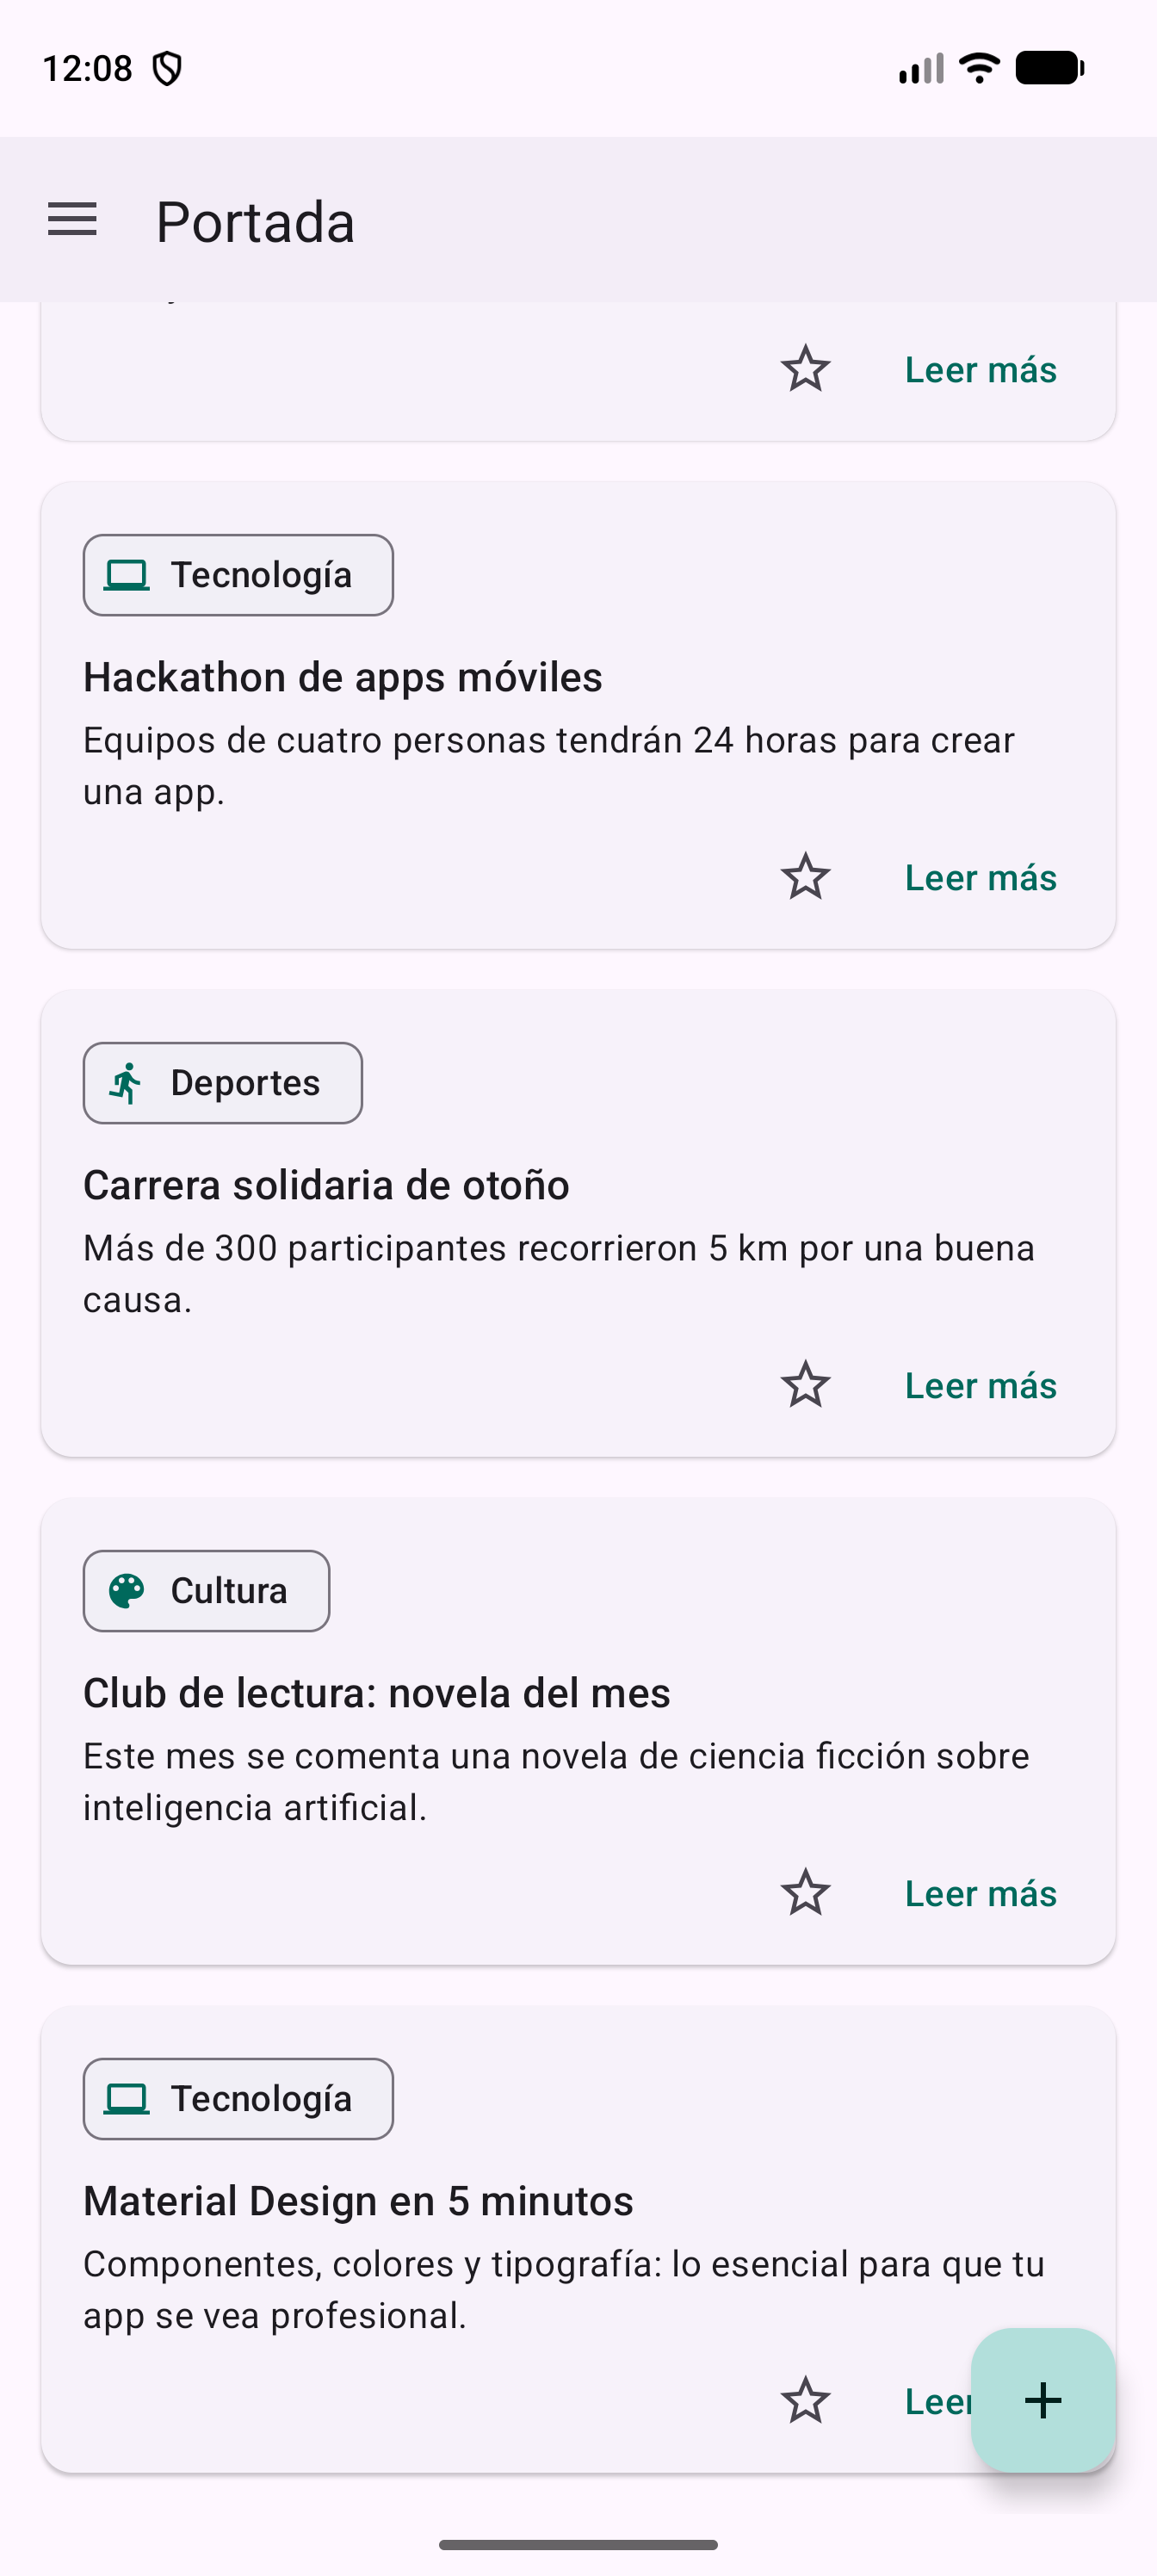 12:08
Portada
Leer más
Tecnología
Hackathon de apps móviles
Equipos de cuatro personas tendrán 24 horas para crear
una app.
Leer más
Deportes
Carrera solidaria de otoño
Más de 300 participantes recorrieron 5 km por una buena
causa.
Leer más
Cultura
Club de lectura: novela del mes
Este mes se comenta una novela de ciencia ficción sobre
inteligencia artificial.
Leer más
Tecnología
Material Design en 5 minutos
Componentes, colores y tipografía: lo esencial para que tu
app se vea profesional.
Leer